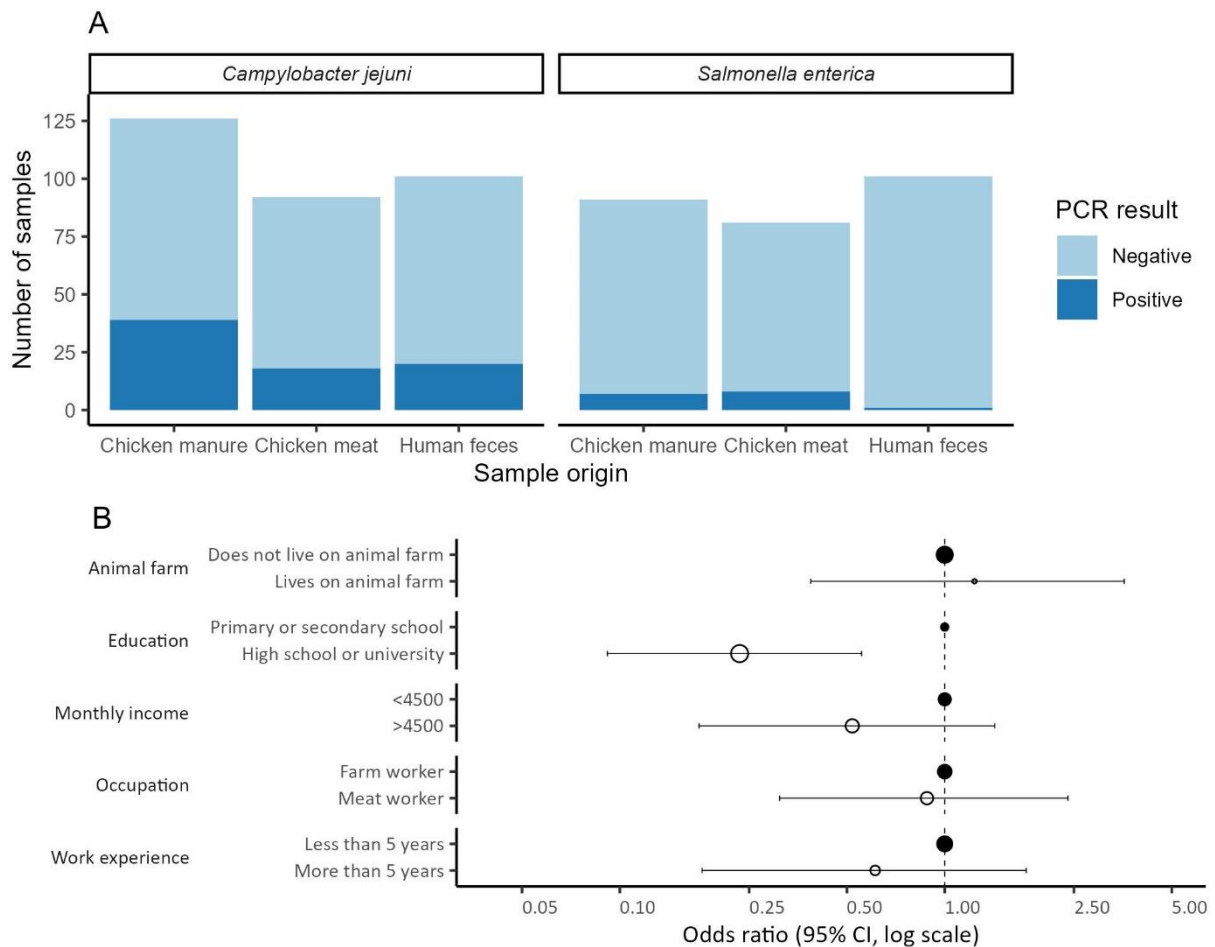 A
Campylobacter jejuni
Salmonella enterica
Number of samples
125
100
75
50
25
0
Chicken manure Chicken meat Human feces
Chicken manure Chicken meat Human feces
Sample origin
PCR result
Negative
Positive
B
Animal farm
Does not live on animal farm
Lives on animal farm
Education
Primary or secondary school
High school or university
Monthly income
<4500
>4500
Occupation
Farm worker
Meat worker
Work experience
Less than 5 years
More than 5 years
0.05 0.10 0.25 0.50 1.00 2.50 5.00
Odds ratio (95% CI, log scale)